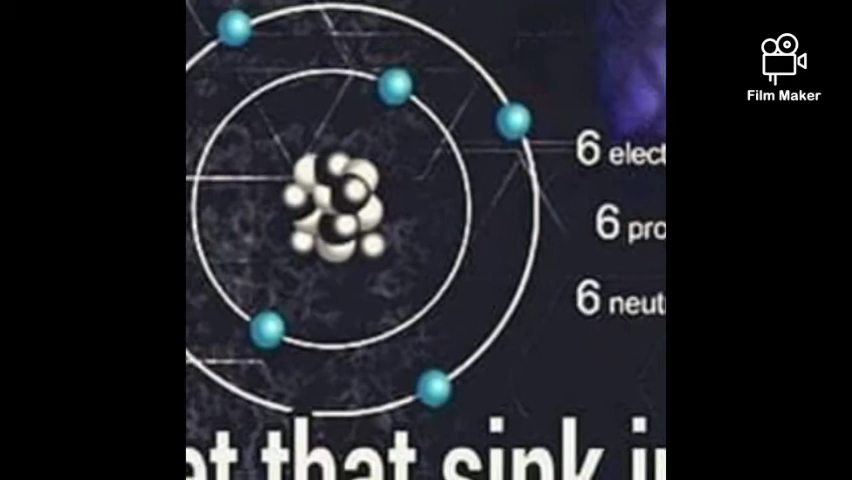 Film Maker
6 elect
6 pro
6 neut
et that sink i